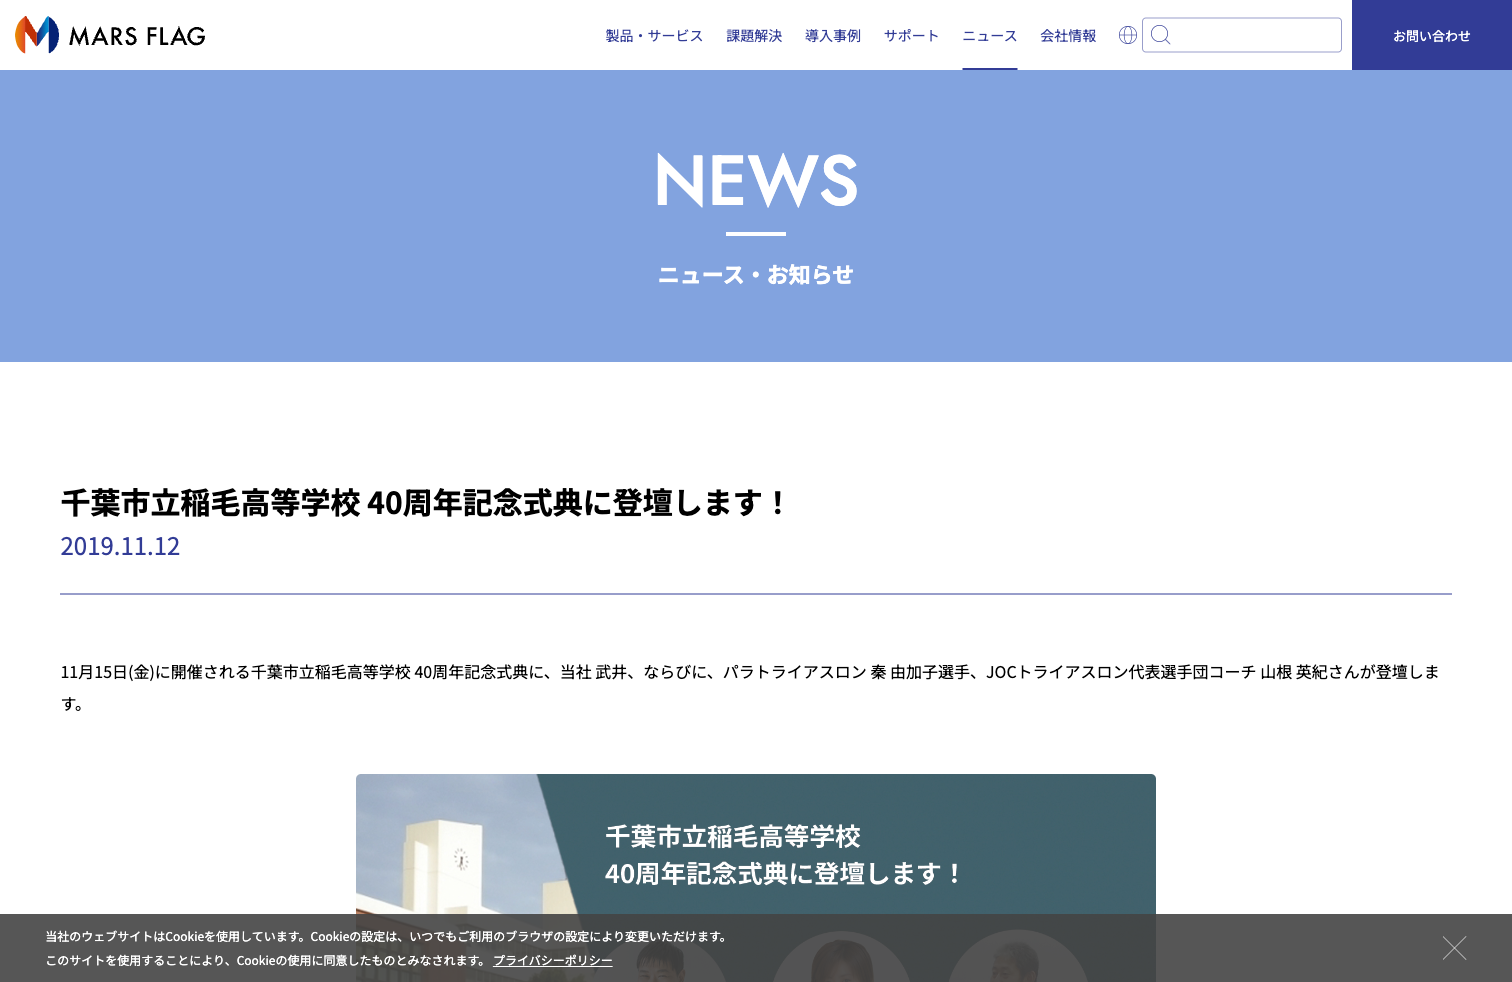 MARS FLAG
製品・サービス 課題解決 導入事例 サポート ニュース 会社情報 お問い合わせ
NEWS
ニュース・お知らせ
千葉市立稲毛高等学校 40周年記念式典に登壇します！
2019.11.12
11月15日(金)に開催される千葉市立稲毛高等学校 40周年記念式典に、当社 武井、ならびに、パラトライアスロン 秦 由加子選手、JOCトライアスロン代表選手団コーチ 山根 英紀さんが登壇しま
す。
千葉市立稲毛高等学校
40周年記念式典に登壇します！
当社のウェブサイトはCookieを使用しています。Cookieの設定は、いつでもご利用のブラウザの設定により変更いただけます。
このサイトを使用することにより、Cookieの使用に同意したものとみなされます。 プライバシーポリシー